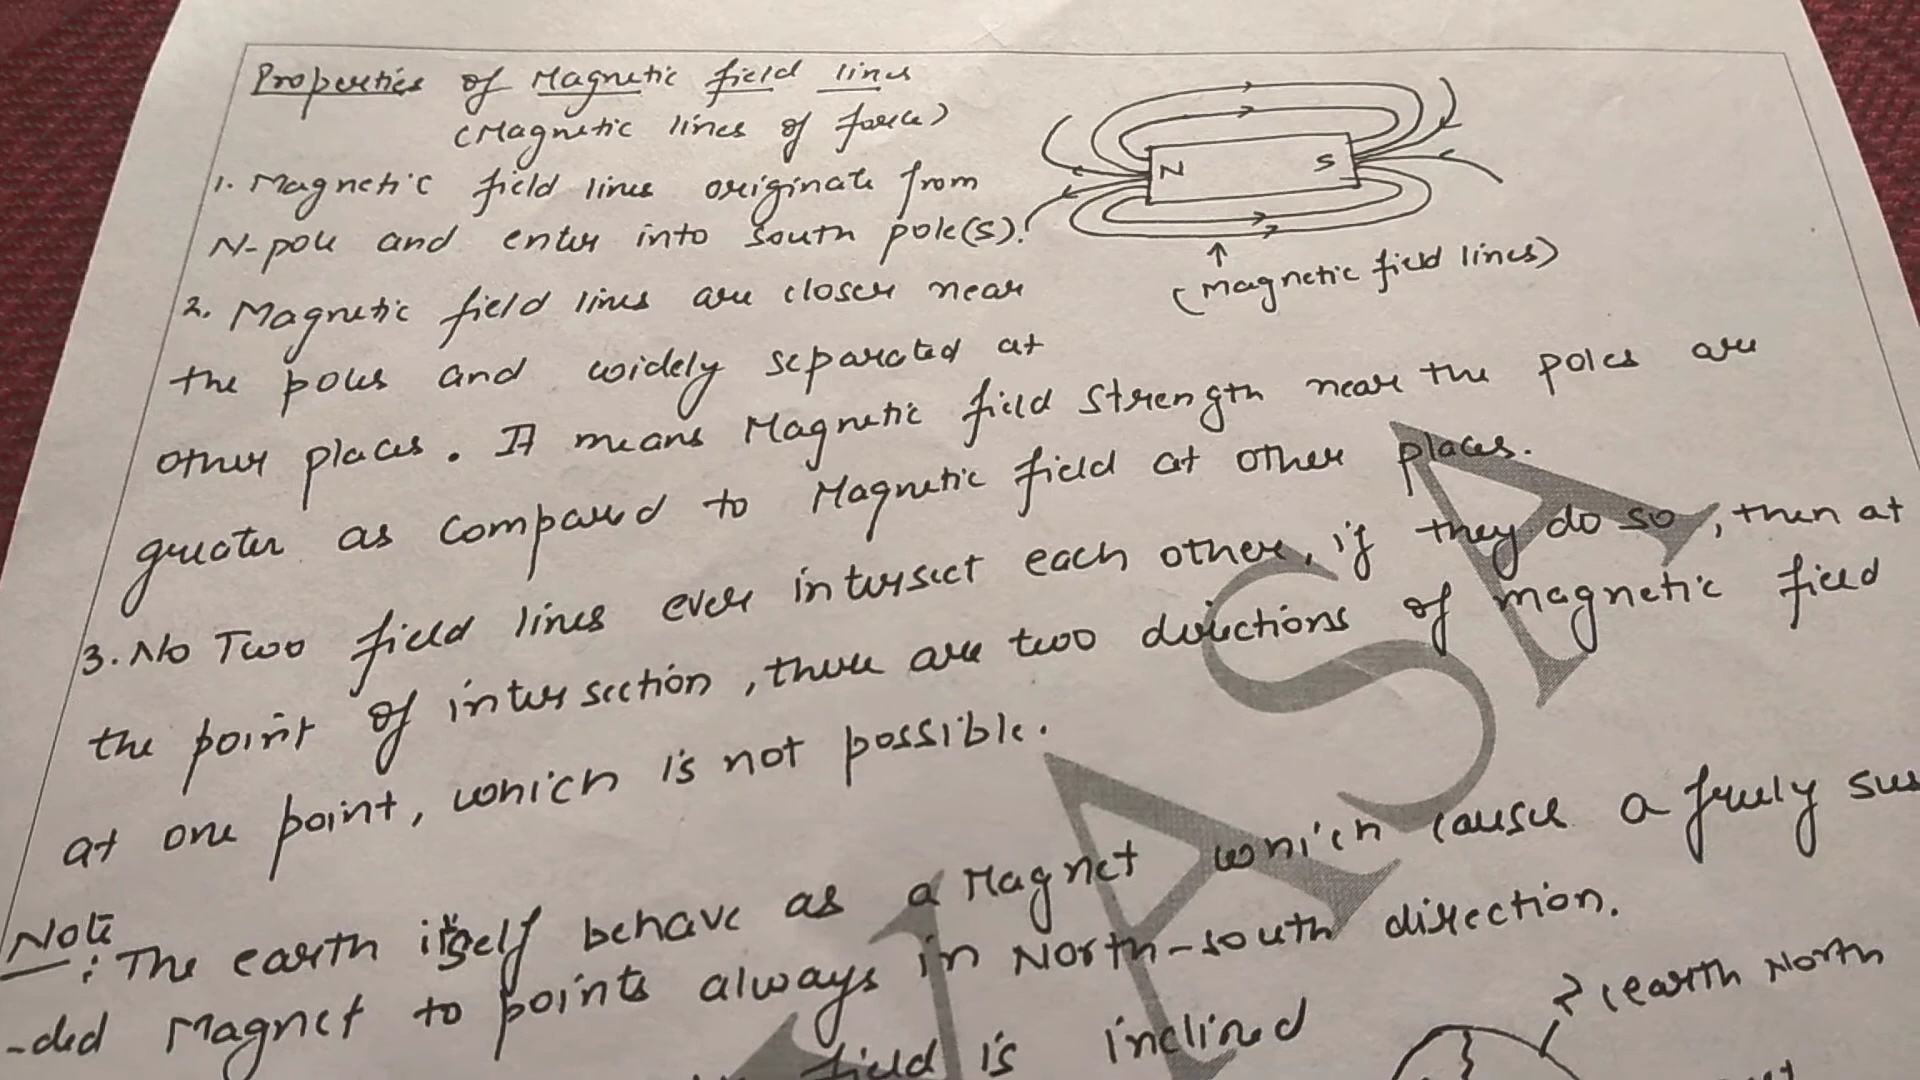 Properties of Magnetic field lines
(Magnetic lines of force)
1. Magnetic field lines originate from
N-pole and enter into South pole(S).
N S
↑
(Magnetic field lines)
2. Magnetic field lines are closer near
the poles and widely separated at
other places. It means Magnetic field strength near the poles are
greater as compared to Magnetic field at other places.
3. No Two field lines ever intersect each other, if they do so, then at
the point of intersection, there are two directions of magnetic field
at one point, which is not possible.
Note: The earth itself behave as a Magnet which cause a freely sus
-ded Magnet to points always in North-south direction.
field is inclined
(earth North
ASA